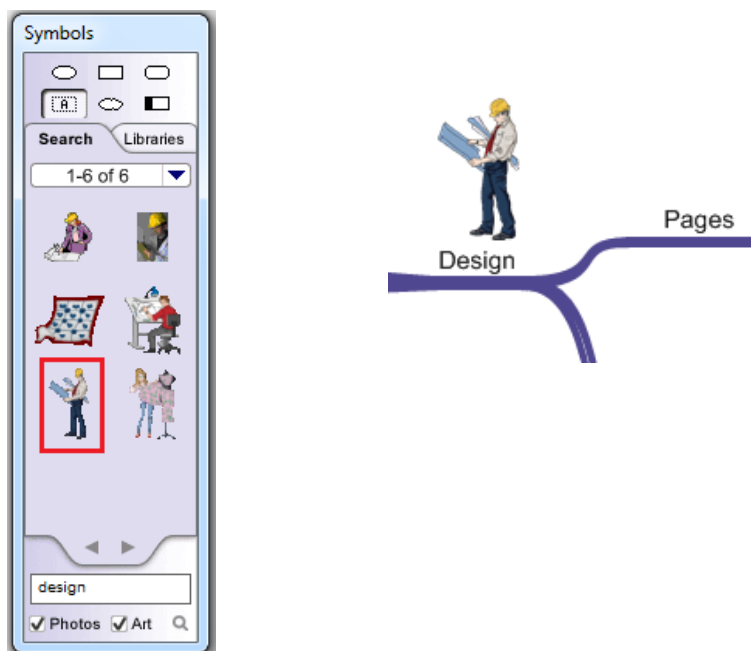 Symbols
A
Search Libraries
1-6 of 6
design
Photos Art
Design
Pages